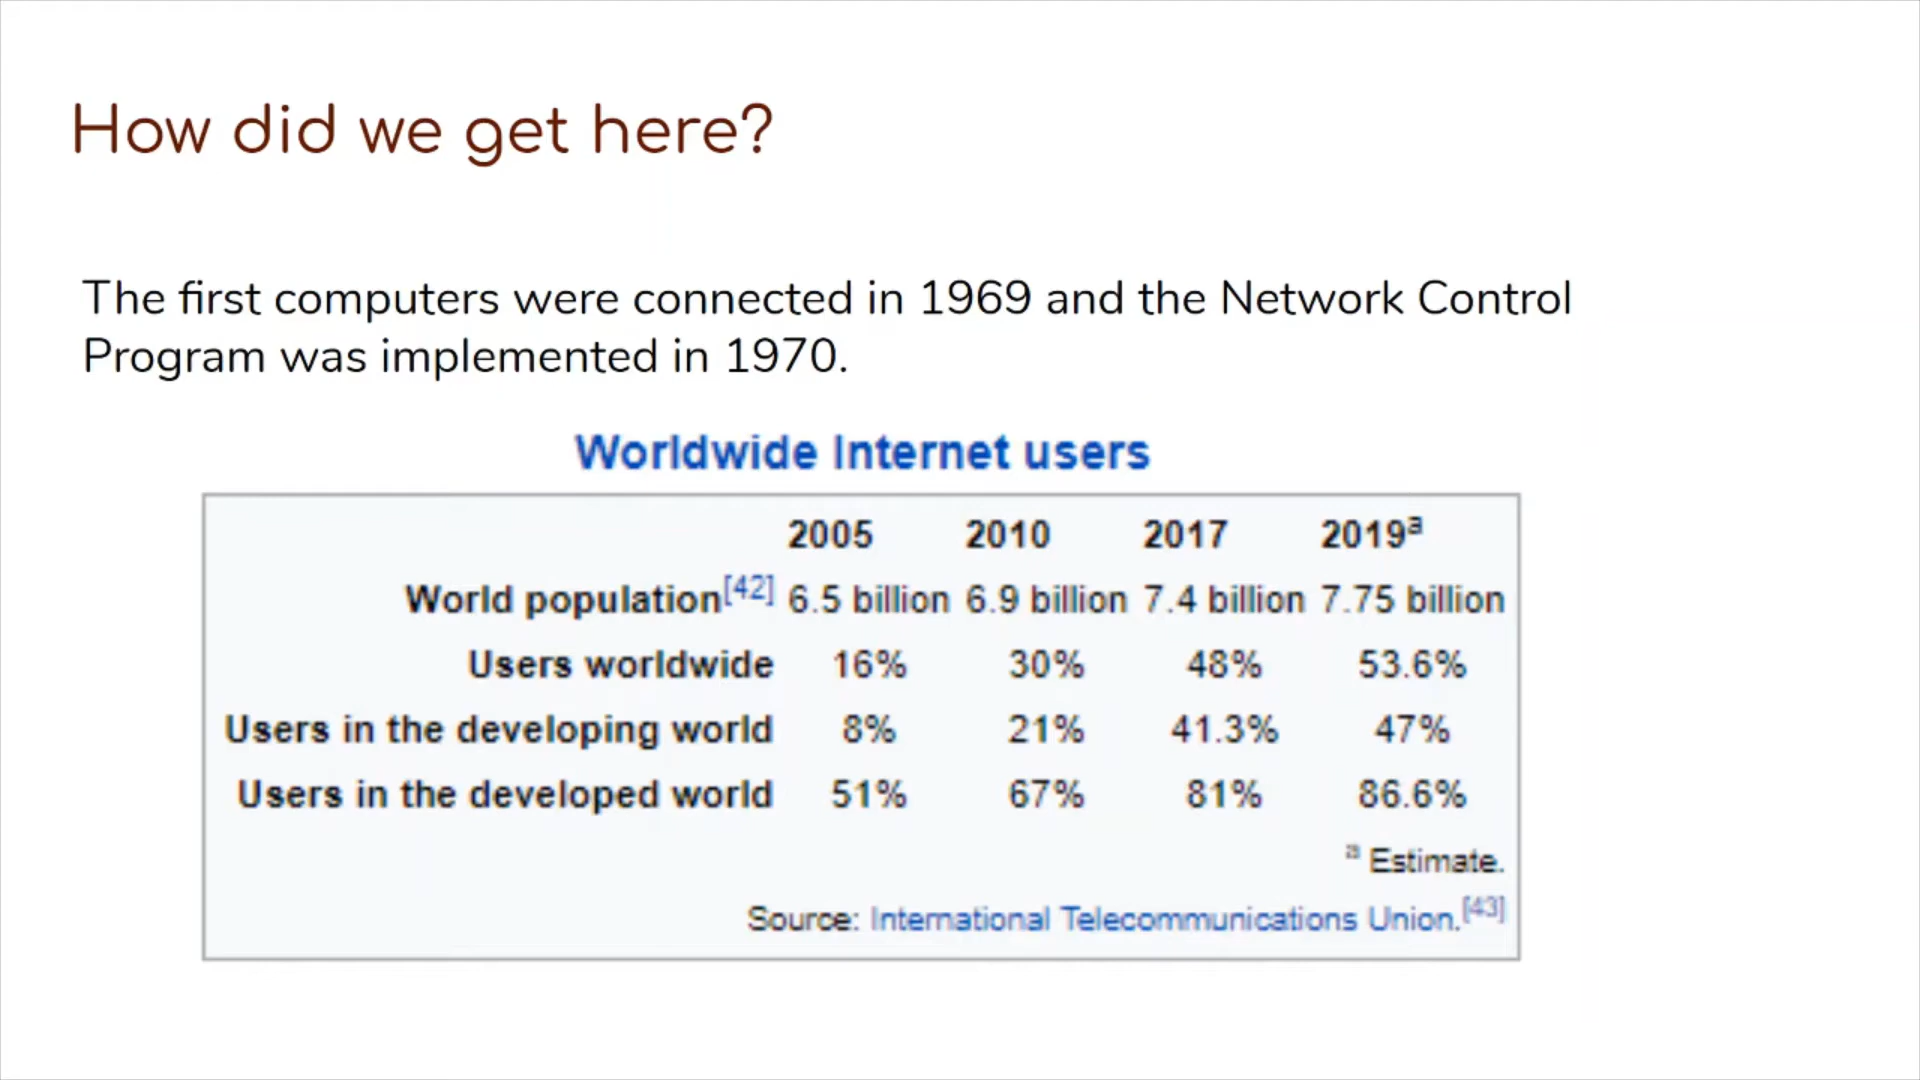 How did we get here?
The first computers were connected in 1969 and the Network Control
Program was implemented in 1970.
Worldwide Internet users
2005 2010 2017 2019ª
World population[42] 6.5 billion 6.9 billion 7.4 billion 7.75 billion
Users worldwide 16% 30% 48% 53.6%
Users in the developing world 8% 21% 41.3% 47%
Users in the developed world 51% 67% 81% 86.6%
ª Estimate.
Source: International Telecommunications Union.[43]